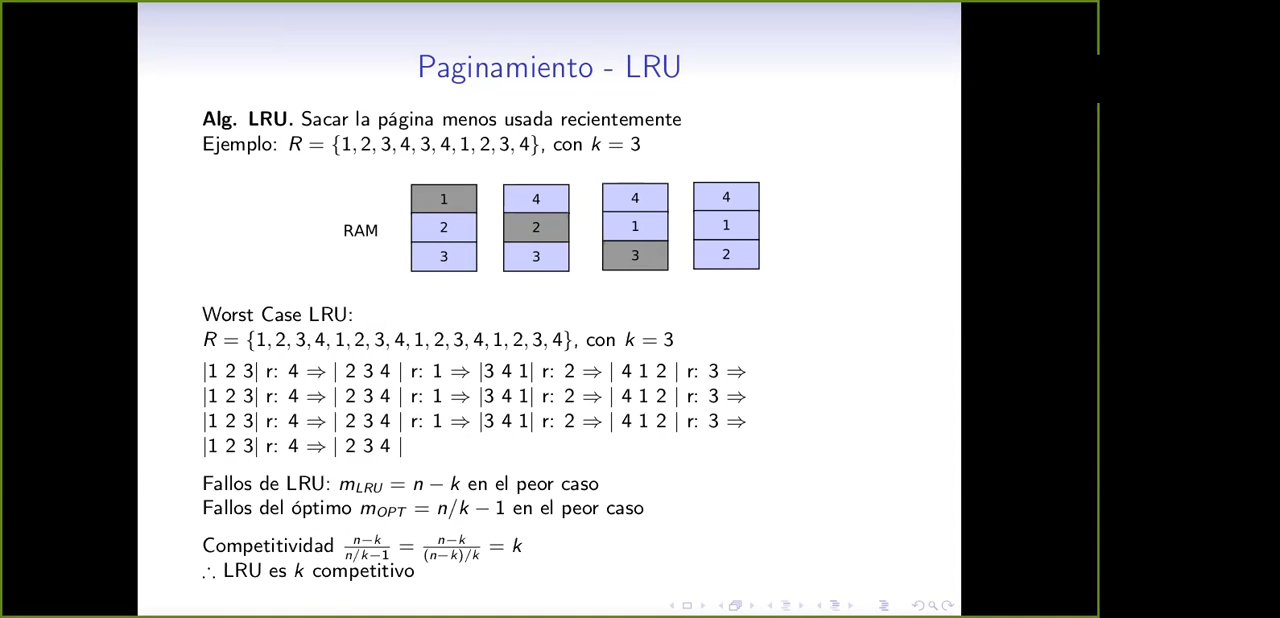 Paginamiento - LRU
Alg. LRU. Sacar la página menos usada recientemente
Ejemplo: R = {1, 2, 3, 4, 3, 4, 1, 2, 3, 4}, con k = 3
1 4 4 4
RAM 2 2 1 1
3 3 3 2
Worst Case LRU:
R = {1, 2, 3, 4, 1, 2, 3, 4, 1, 2, 3, 4, 1, 2, 3, 4}, con k = 3
|1 2 3| r: 4 ⇒ | 2 3 4 | r: 1 ⇒ |3 4 1| r: 2 ⇒ | 4 1 2 | r: 3 ⇒
|1 2 3| r: 4 ⇒ | 2 3 4 | r: 1 ⇒ |3 4 1| r: 2 ⇒ | 4 1 2 | r: 3 ⇒
|1 2 3| r: 4 ⇒ | 2 3 4 | r: 1 ⇒ |3 4 1| r: 2 ⇒ | 4 1 2 | r: 3 ⇒
|1 2 3| r: 4 ⇒ | 2 3 4 |
Fallos de LRU: m_LRU = n − k en el peor caso
Fallos del óptimo m_OPT = n/k − 1 en el peor caso
Competitividad (n−k)/(n/k−1) = (n−k)/((n−k)/k) = k
∴ LRU es k competitivo